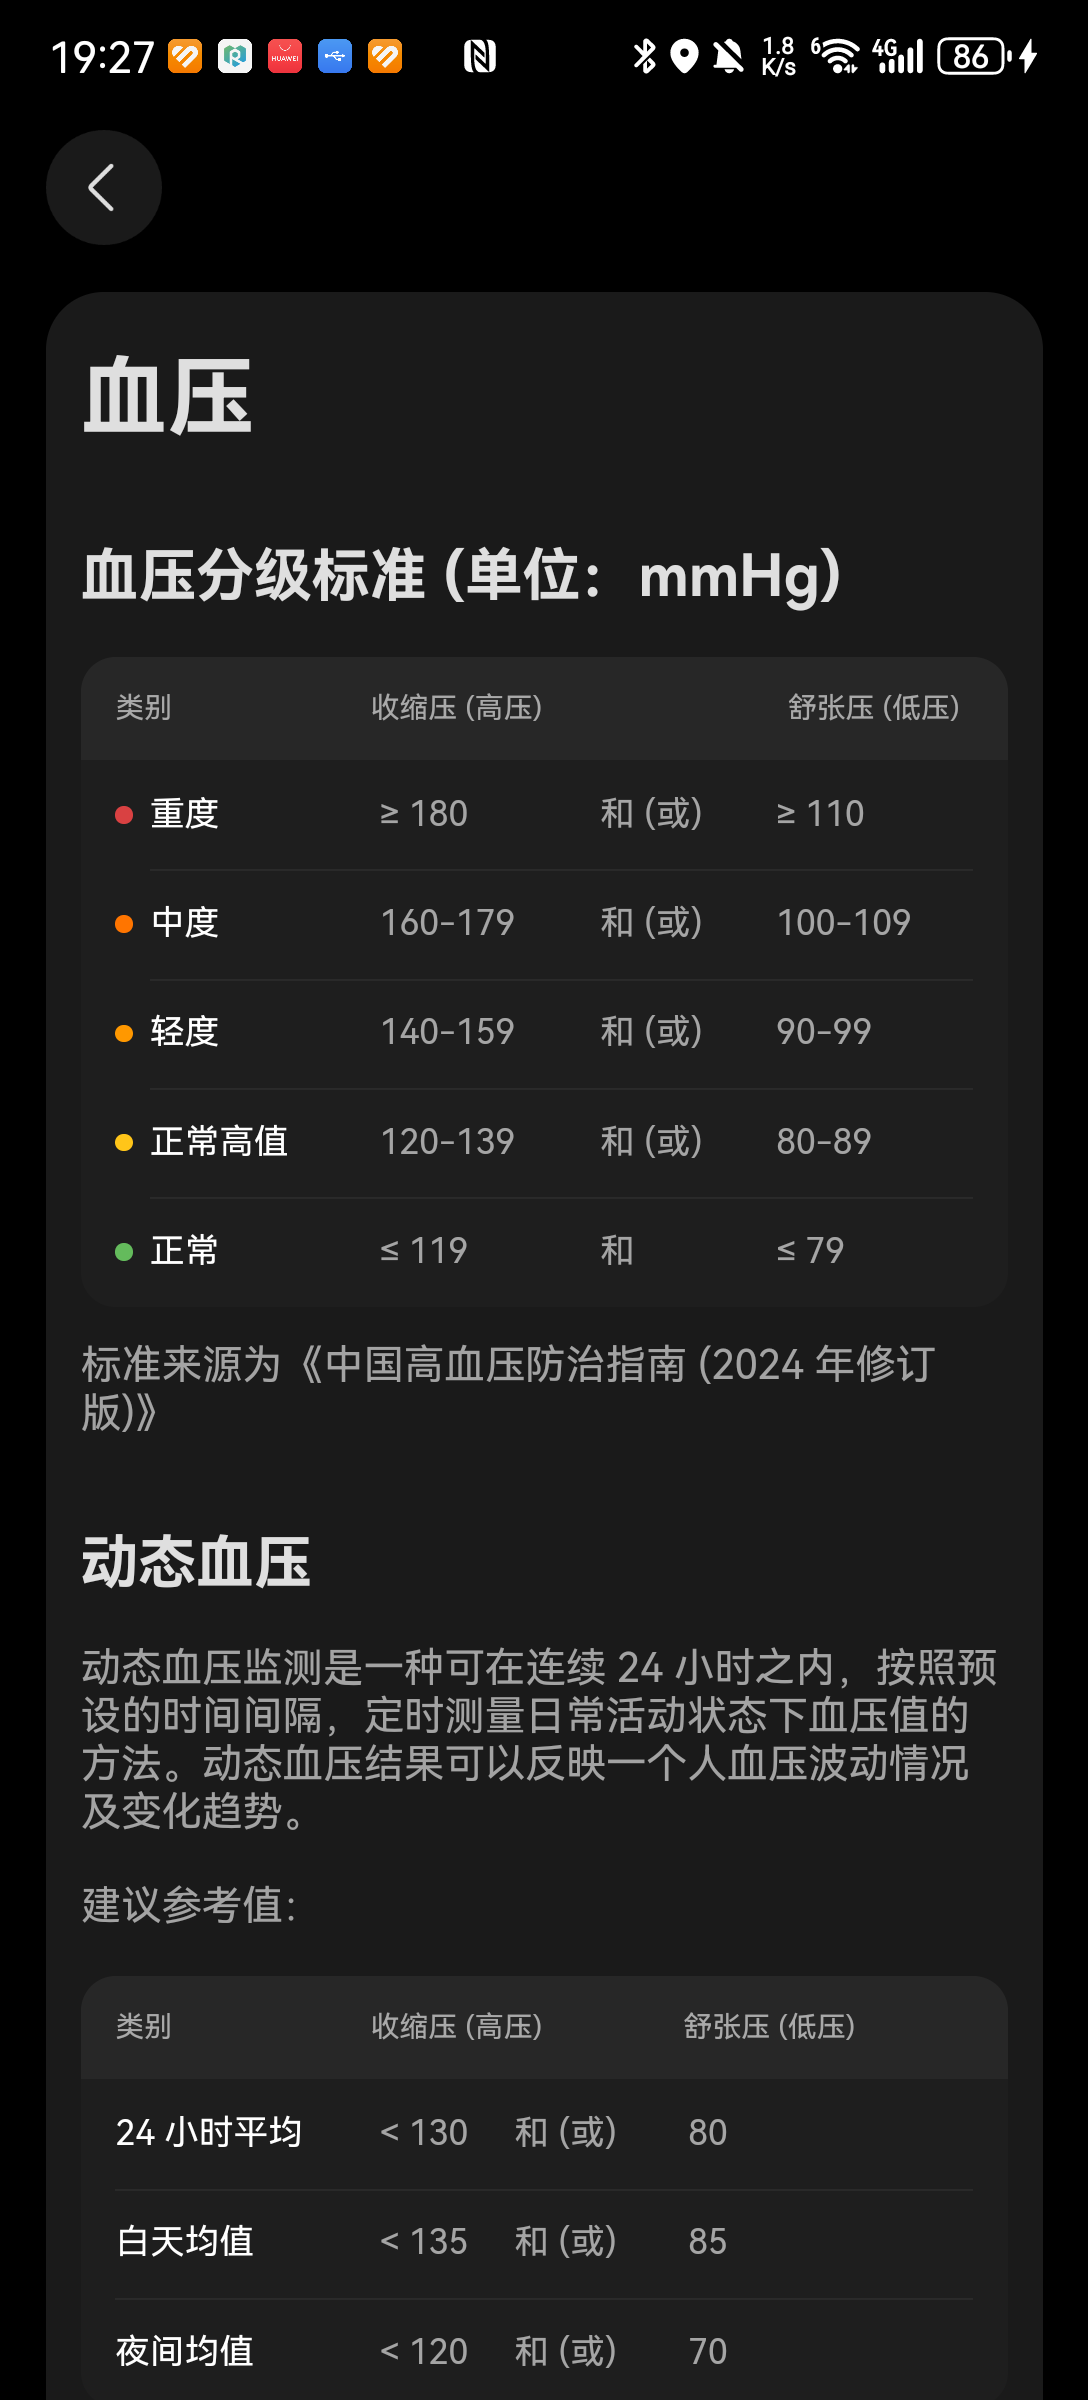 19:27
HUAWEI
1.8 K/s
6
4G
86
血压
血压分级标准 (单位：mmHg)
类别 收缩压 (高压) 舒张压 (低压)
重度 ≥ 180 和 (或) ≥ 110
中度 160-179 和 (或) 100-109
轻度 140-159 和 (或) 90-99
正常高值 120-139 和 (或) 80-89
正常 ≤ 119 和 ≤ 79
标准来源为《中国高血压防治指南 (2024 年修订
版)》
动态血压
动态血压监测是一种可在连续 24 小时之内，按照预
设的时间间隔，定时测量日常活动状态下血压值的
方法。动态血压结果可以反映一个人血压波动情况
及变化趋势。
建议参考值：
类别 收缩压 (高压) 舒张压 (低压)
24 小时平均 < 130 和 (或) 80
白天均值 < 135 和 (或) 85
夜间均值 < 120 和 (或) 70